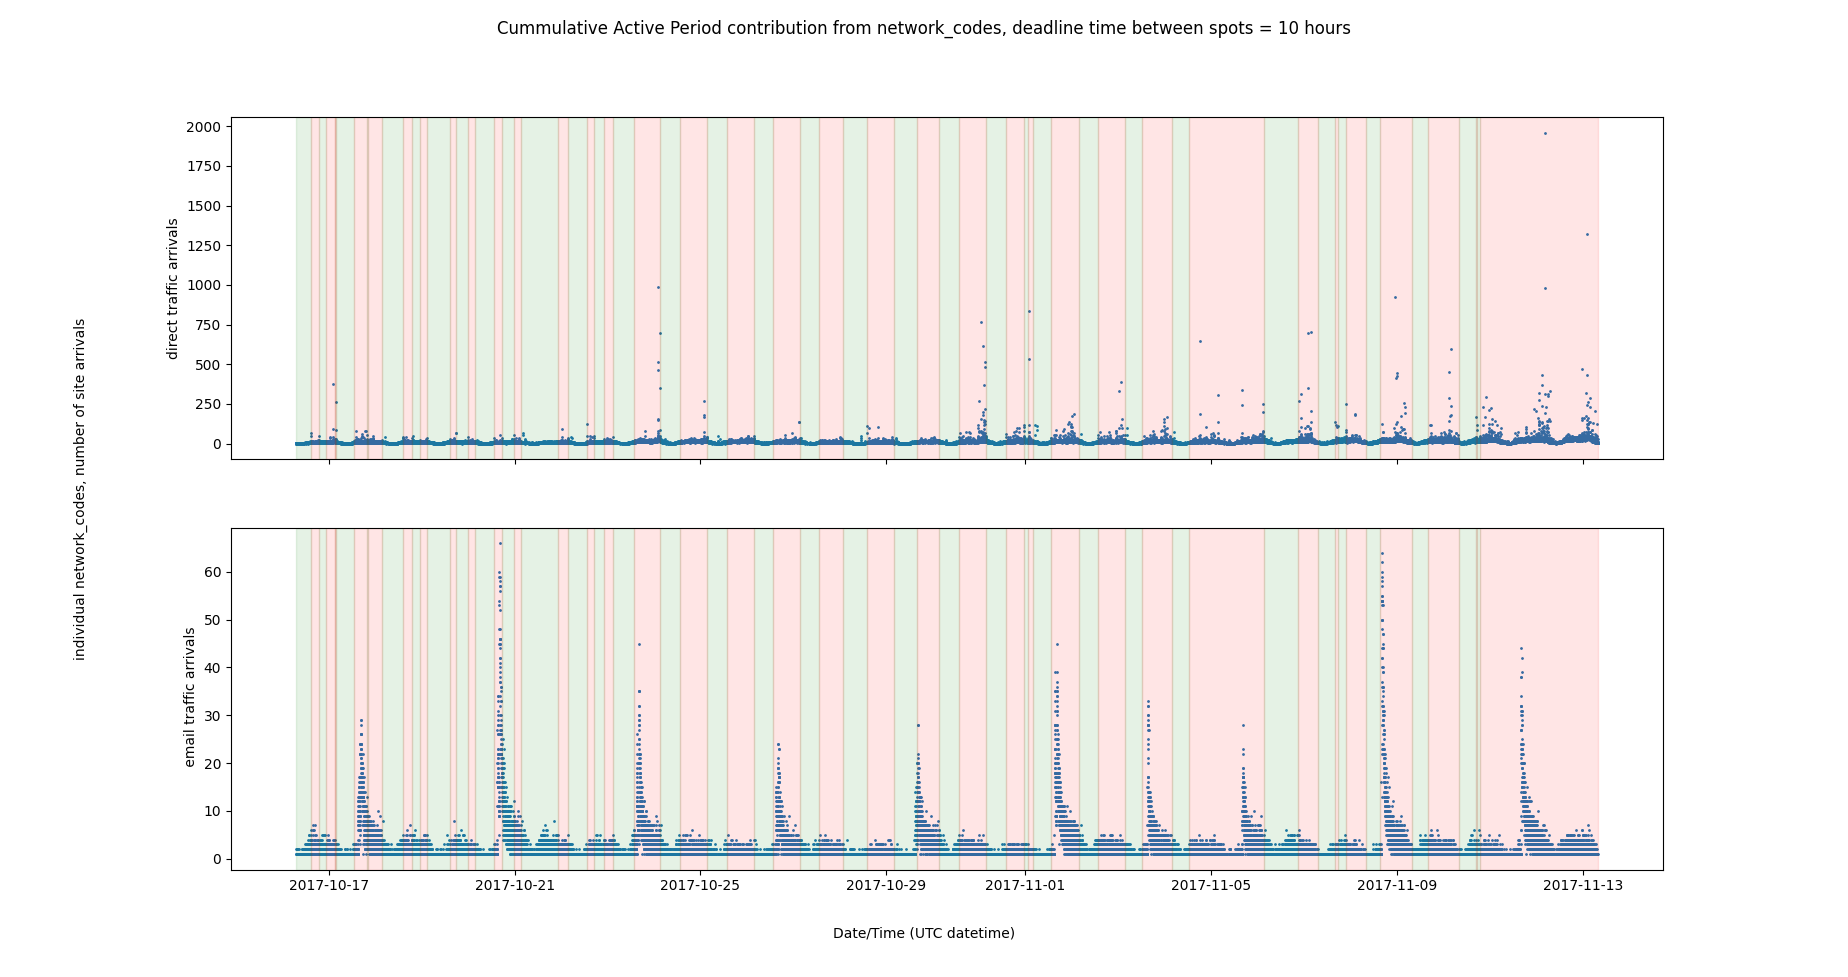 Cummulative Active Period contribution from network_codes, deadline time between spots = 10 hours
individual network_codes, number of site arrivals
direct traffic arrivals
2000
1750
1500
1250
1000
750
500
250
0
email traffic arrivals
60
50
40
30
20
10
0
2017-10-17 2017-10-21 2017-10-25 2017-10-29 2017-11-01 2017-11-05 2017-11-09 2017-11-13
Date/Time (UTC datetime)